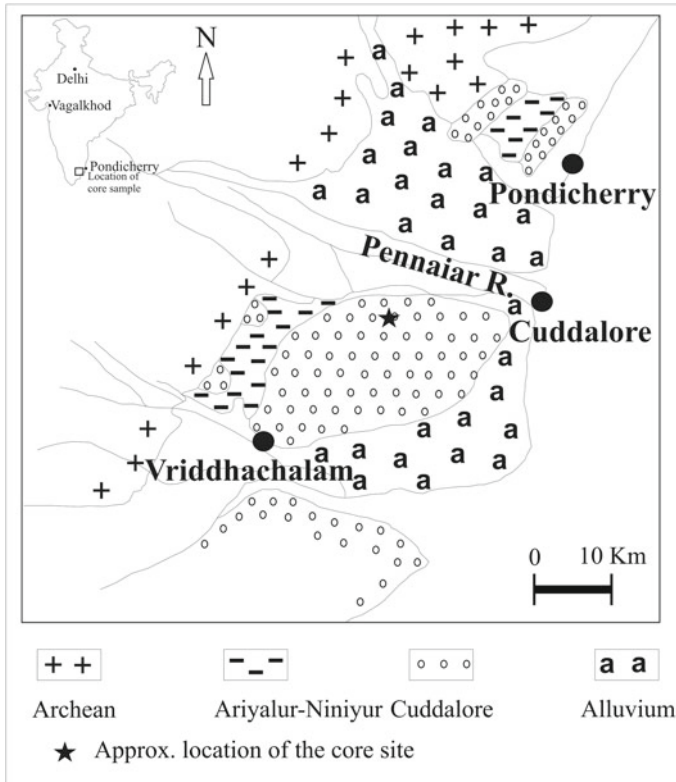 N
Delhi
Vagalkhod
Pondicherry
Location of
core sample
Pondicherry
Pennaiar R.
Cuddalore
Vriddhachalam
0 10 Km
Archean
Ariyalur-Niniyur
Cuddalore
Alluvium
Approx. location of the core site